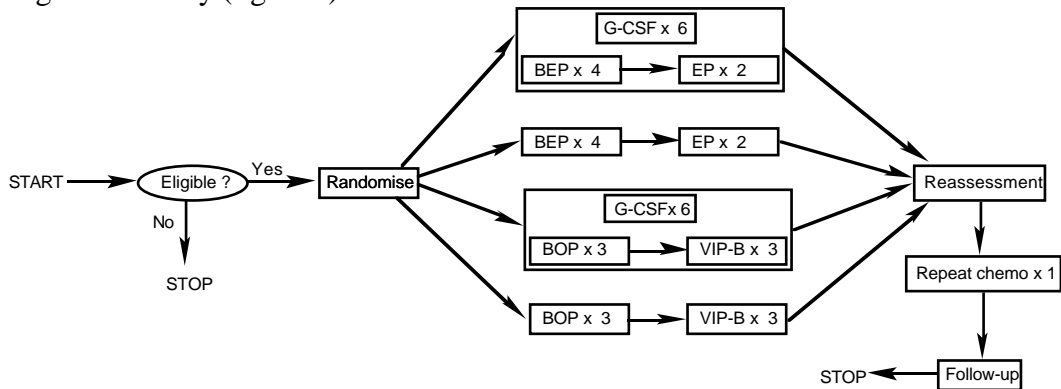 G-CSF x 6
BEP x 4
EP x 2
BEP x 4
EP x 2
START
Eligible ?
Yes
Randomise
Reassessment
G-CSFx 6
No
BOP x 3
VIP-B x 3
Repeat chemo x 1
STOP
BOP x 3
VIP-B x 3
STOP
Follow-up